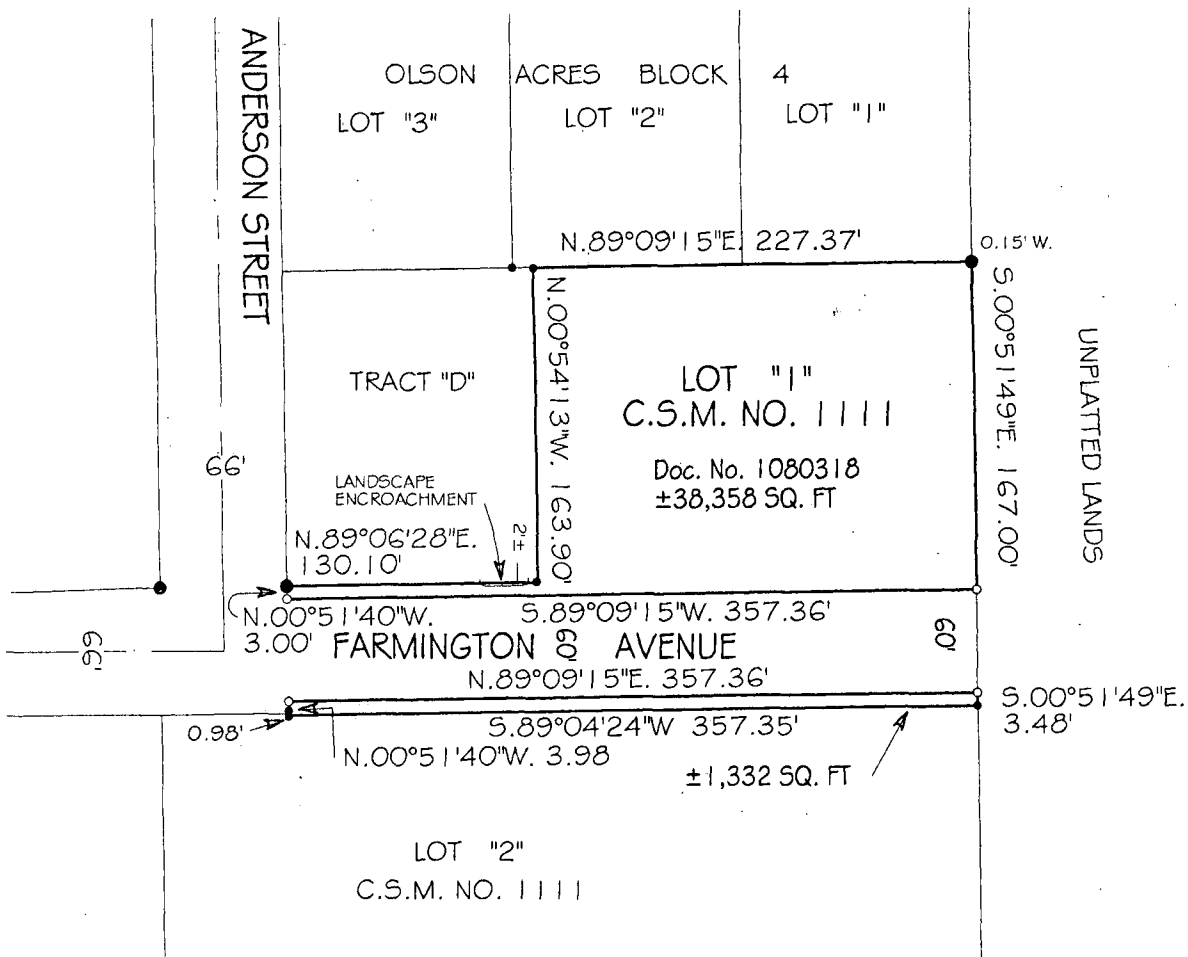 ANDERSON STREET
OLSON ACRES BLOCK 4
LOT "3"
LOT "2"
LOT "1"
N.89°09'15"E. 227.37'
0.15' W.
N.00°54'13"W. 163.90'
S.00°51'49"E. 167.00'
UNPLATTED LANDS
TRACT "D"
LOT "1"
C.S.M. NO. 1111
Doc. No. 1080318
±38,358 SQ. FT
66'
LANDSCAPE
ENCROACHMENT
2'±
N.89°06'28"E.
130.10'
N.00°51'40"W.
3.00'
S.89°09'15"W. 357.36'
66'
FARMINGTON AVENUE
60'
60'
N.89°09'15"E. 357.36'
S.00°51'49"E.
3.48'
0.98'
S.89°04'24"W 357.35'
N.00°51'40"W. 3.98
±1,332 SQ. FT
LOT "2"
C.S.M. NO. 1111